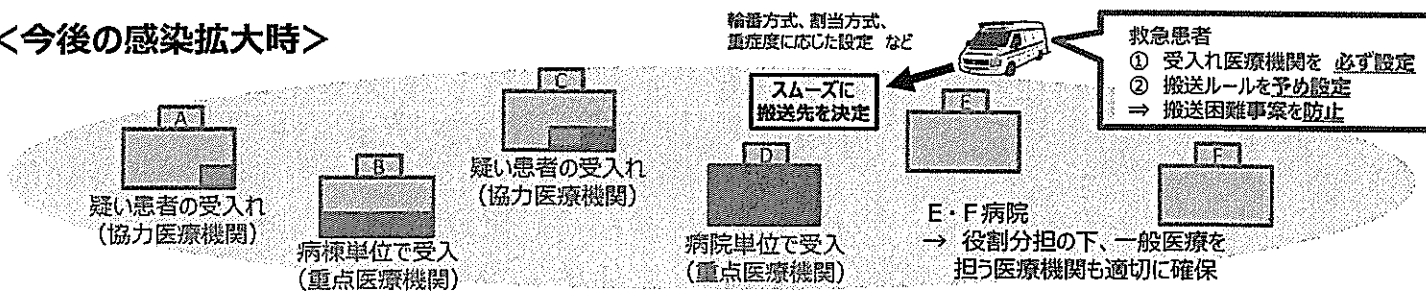 <今後の感染拡大時>
輪番方式、割当方式、
重症度に応じた設定 など
救急患者
① 受入れ医療機関を 必ず設定
② 搬送ルールを予め設定
⇒ 搬送困難事案を防止
スムーズに
搬送先を決定
A
疑い患者の受入れ
(協力医療機関)
B
病棟単位で受入
(重点医療機関)
C
疑い患者の受入れ
(協力医療機関)
D
病院単位で受入
(重点医療機関)
E
F
E・F病院
→ 役割分担の下、一般医療を
担う医療機関も適切に確保